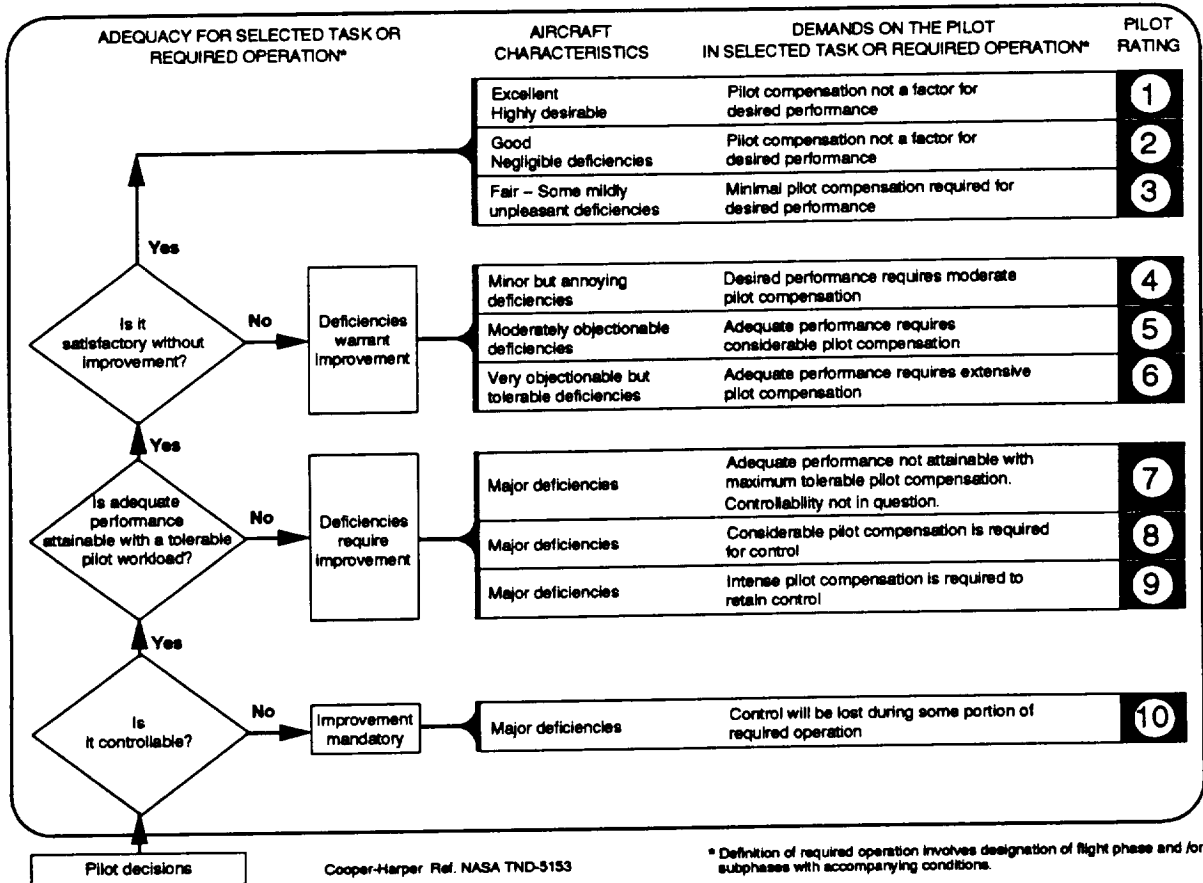 ADEQUACY FOR SELECTED TASK OR
REQUIRED OPERATION*
AIRCRAFT
CHARACTERISTICS
DEMANDS ON THE PILOT
IN SELECTED TASK OR REQUIRED OPERATION*
PILOT
RATING
Excellent
Highly desirable
Pilot compensation not a factor for
desired performance
1
Good
Negligible deficiencies
Pilot compensation not a factor for
desired performance
2
Fair – Some mildly
unpleasant deficiencies
Minimal pilot compensation required for
desired performance
3
Yes
Is it
satisfactory without
improvement?
No
Deficiencies
warrant
improvement
Minor but annoying
deficiencies
Desired performance requires moderate
pilot compensation
4
Moderately objectionable
deficiencies
Adequate performance requires
considerable pilot compensation
5
Very objectionable but
tolerable deficiencies
Adequate performance requires extensive
pilot compensation
6
Yes
Is adequate
performance
attainable with a tolerable
pilot workload?
No
Deficiencies
require
improvement
Major deficiencies
Adequate performance not attainable with
maximum tolerable pilot compensation.
Controllability not in question.
7
Major deficiencies
Considerable pilot compensation is required
for control
8
Major deficiencies
Intense pilot compensation is required to
retain control
9
Yes
Is
it controllable?
No
Improvement
mandatory
Major deficiencies
Control will be lost during some portion of
required operation
10
Pilot decisions
Cooper-Harper Ref. NASA TND-5153
* Definition of required operation involves designation of flight phase and /or
subphases with accompanying conditions.